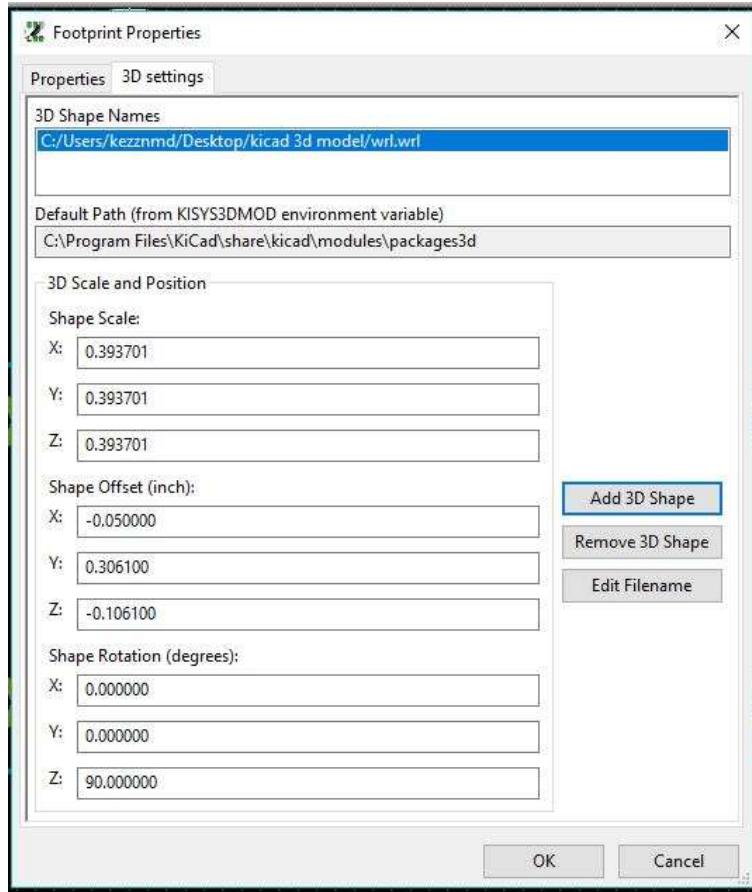 Footprint Properties
Properties 3D settings
3D Shape Names
C:/Users/kezznmd/Desktop/kicad 3d model/wrl.wrl
Default Path (from KISYS3DMOD environment variable)
C:\Program Files\KiCad\share\kicad\modules\packages3d
3D Scale and Position
Shape Scale:
X: 0.393701
Y: 0.393701
Z: 0.393701
Shape Offset (inch):
X: -0.050000
Y: 0.306100
Z: -0.106100
Add 3D Shape
Remove 3D Shape
Edit Filename
Shape Rotation (degrees):
X: 0.000000
Y: 0.000000
Z: 90.000000
OK Cancel